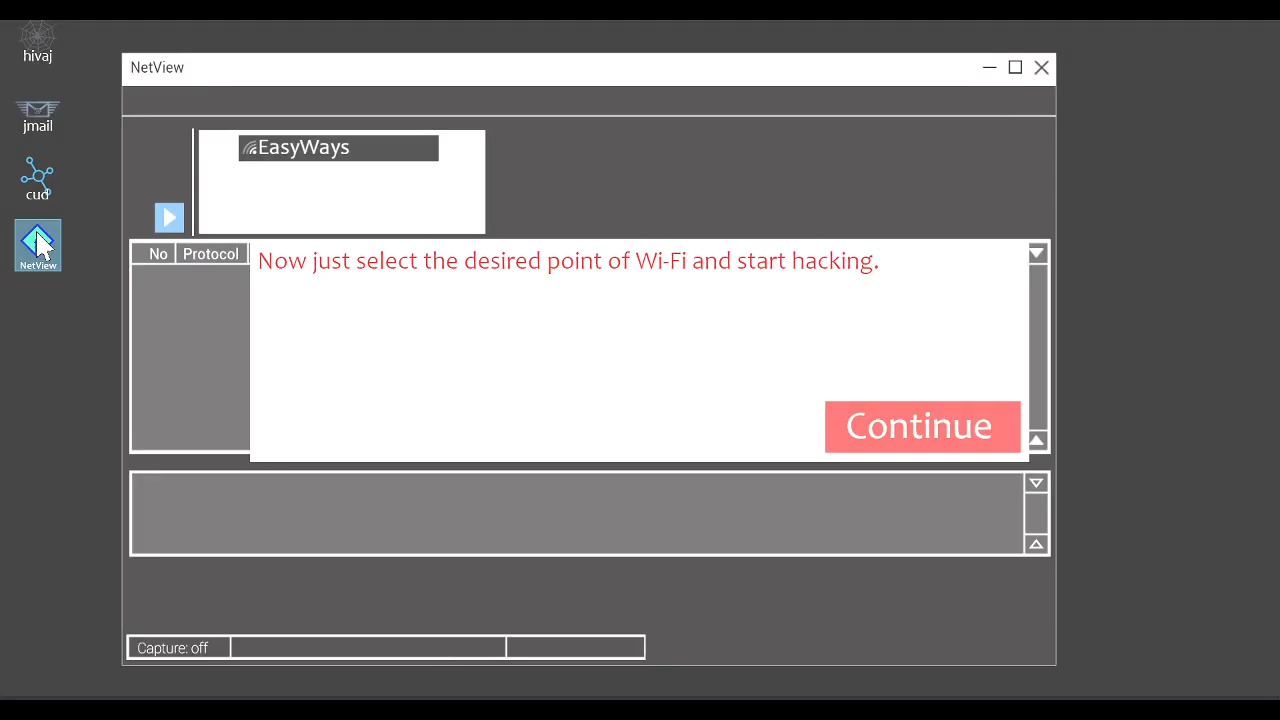 hivaj
jmail
cud
NetView
NetView
EasyWays
No Protocol
Now just select the desired point of Wi-Fi and start hacking.
Continue
Capture: off